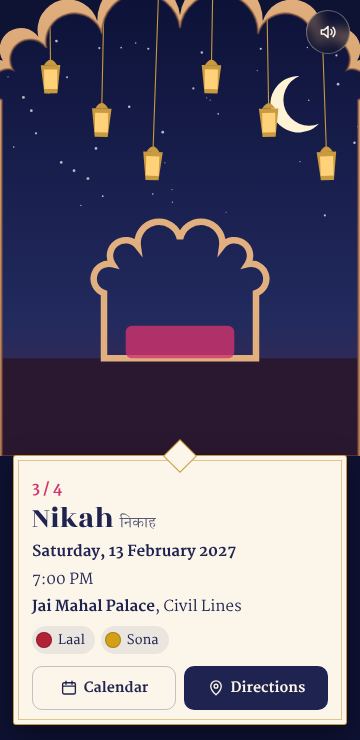 3 / 4
Nikah निकाह
Saturday, 13 February 2027
7:00 PM
Jai Mahal Palace, Civil Lines
Laal Sona
Calendar Directions